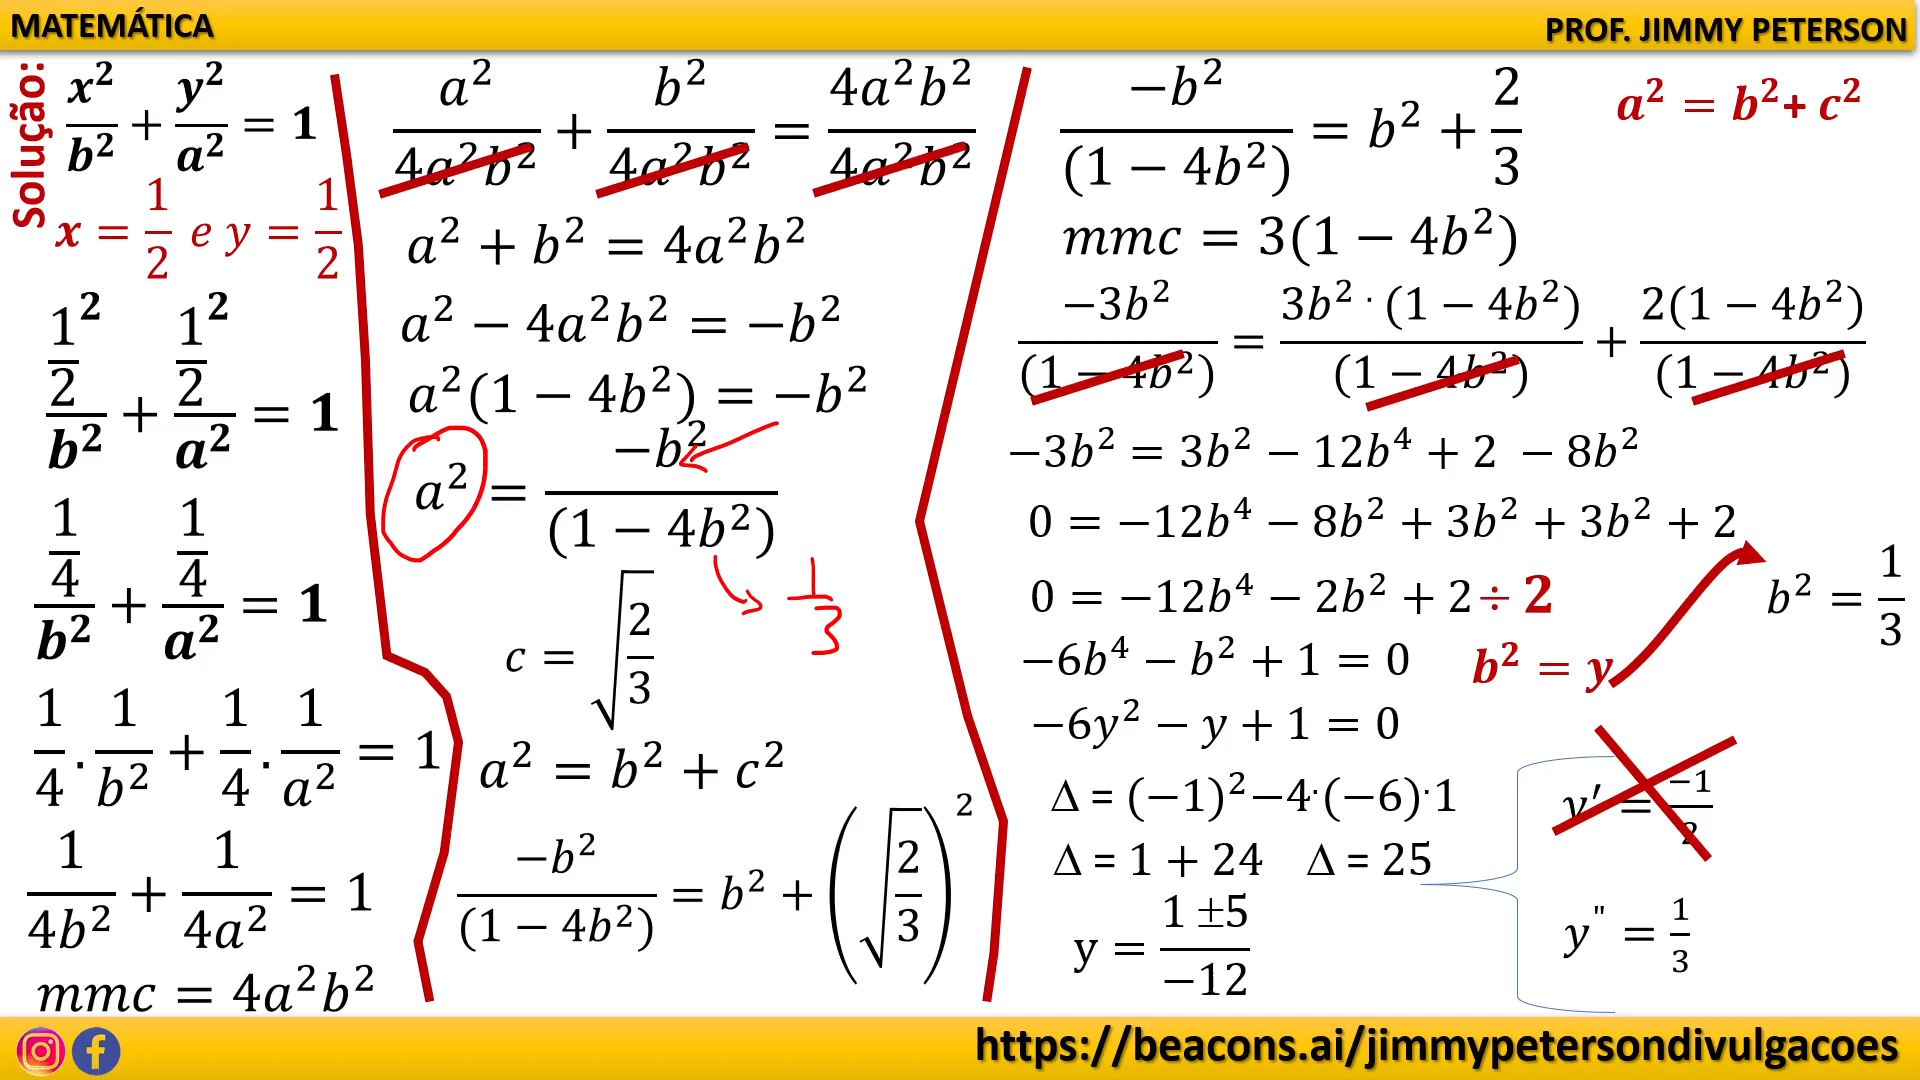 MATEMÁTICA
PROF. JIMMY PETERSON
Solução:
x²/b² + y²/a² = 1
x = 1/2 e y = 1/2
1/2²/b² + 1/2²/a² = 1
1/4/b² + 1/4/a² = 1
1/4 . 1/b² + 1/4 . 1/a² = 1
1/4b² + 1/4a² = 1
mmc = 4a²b²
a²/4a²b² + b²/4a²b² = 4a²b²/4a²b²
a² + b² = 4a²b²
a² − 4a²b² = −b²
a²(1 − 4b²) = −b²
a² = −b²/(1 − 4b²)
1/3
c = √(2/3)
a² = b² + c²
−b²/(1 − 4b²) = b² + (√(2/3))²
−b²/(1 − 4b²) = b² + 2/3
a² = b²+ c²
mmc = 3(1 − 4b²)
−3b²/(1 − 4b²) = 3b² · (1 − 4b²)/(1 − 4b²) + 2(1 − 4b²)/(1 − 4b²)
−3b² = 3b² − 12b⁴ + 2 − 8b²
0 = −12b⁴ − 8b² + 3b² + 3b² + 2
0 = −12b⁴ − 2b² + 2 ÷ 2
b² = 1/3
−6b⁴ − b² + 1 = 0
b² = y
−6y² − y + 1 = 0
Δ = (−1)²−4·(−6)·1
Δ = 1 + 24 Δ = 25
y = 1 ±5/−12
y′ = −1/2
y" = 1/3
https://beacons.ai/jimmypetersondivulgacoes